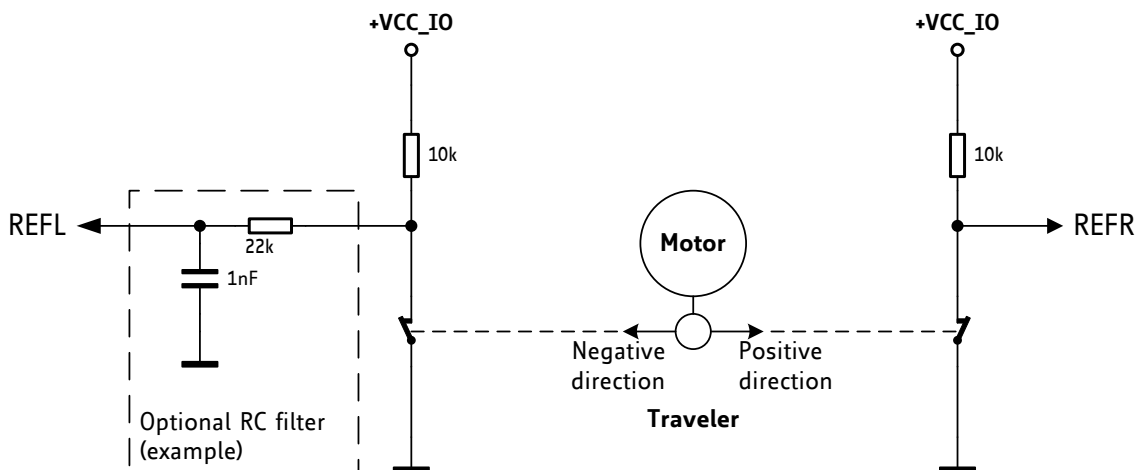 +VCC_IO
+VCC_IO
10k
10k
REFL
22k
1nF
Motor
REFR
Negative
direction
Positive
direction
Traveler
Optional RC filter
(example)